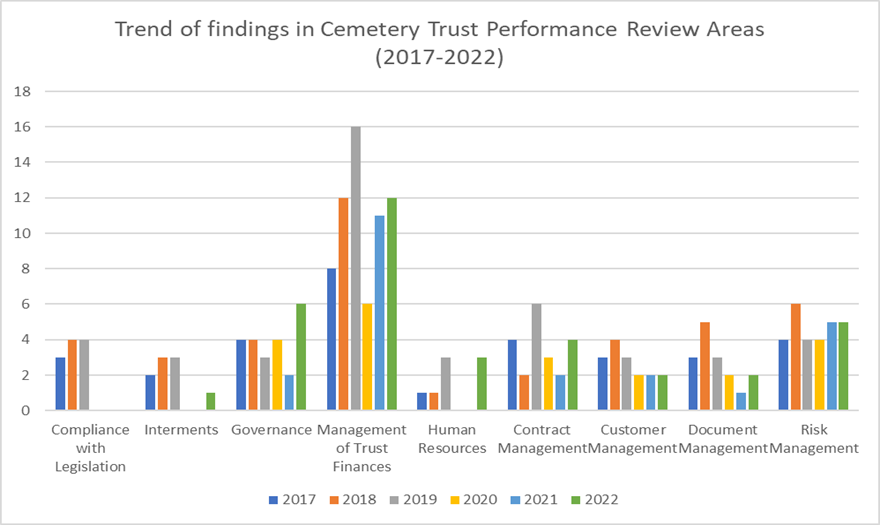 Trend of findings in Cemetery Trust Performance Review Areas
(2017-2022)
18
16
14
12
10
8
6
4
2
0
Compliance with Legislation
Interments
Governance
Management of Trust Finances
Human Resources
Contract Management
Customer Management
Document Management
Risk Management
2017 2018 2019 2020 2021 2022